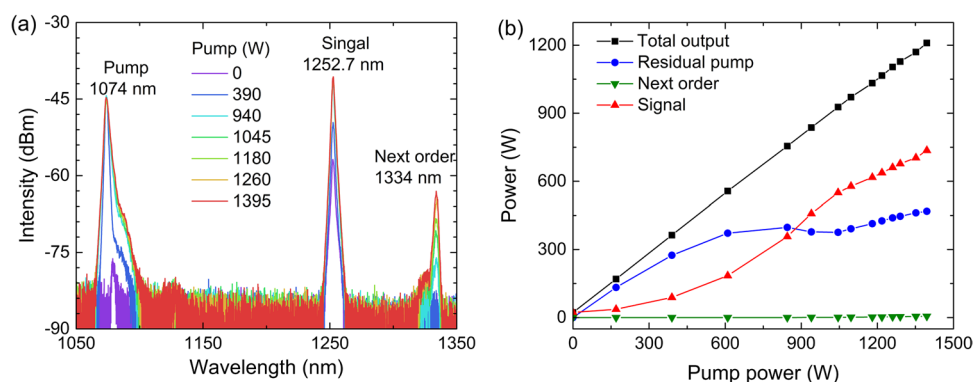 (a)
-30
-45
-60
-75
-90
Intensity (dBm)
Pump
1074 nm
Pump (W)
0
390
940
1045
1180
1260
1395
Singal
1252.7 nm
Next order
1334 nm
1050
1150
1250
1350
Wavelength (nm)
(b)
1200
900
600
300
0
Power (W)
Total output
Residual pump
Next order
Signal
0
300
600
900
1200
1500
Pump power (W)